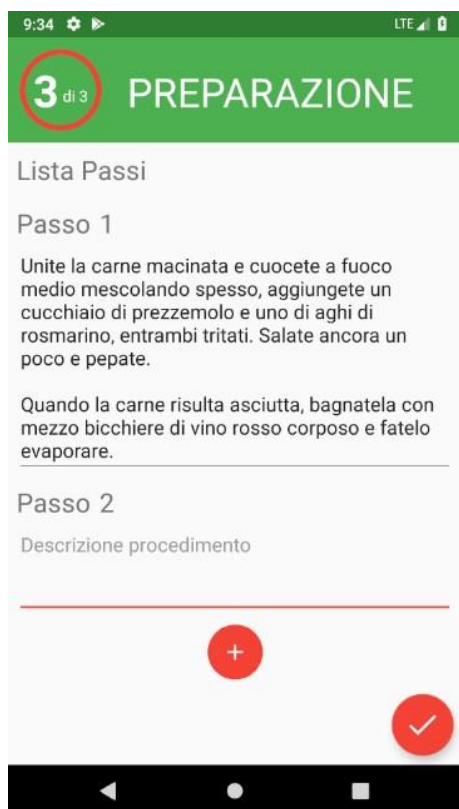 9:34 LTE
3 di 3 PREPARAZIONE
Lista Passi
Passo 1
Unite la carne macinata e cuocete a fuoco
medio mescolando spesso, aggiungete un
cucchiaio di prezzemolo e uno di aghi di
rosmarino, entrambi tritati. Salate ancora un
poco e pepate.
Quando la carne risulta asciutta, bagnatela con
mezzo bicchiere di vino rosso corposo e fatelo
evaporare.
Passo 2
Descrizione procedimento
+